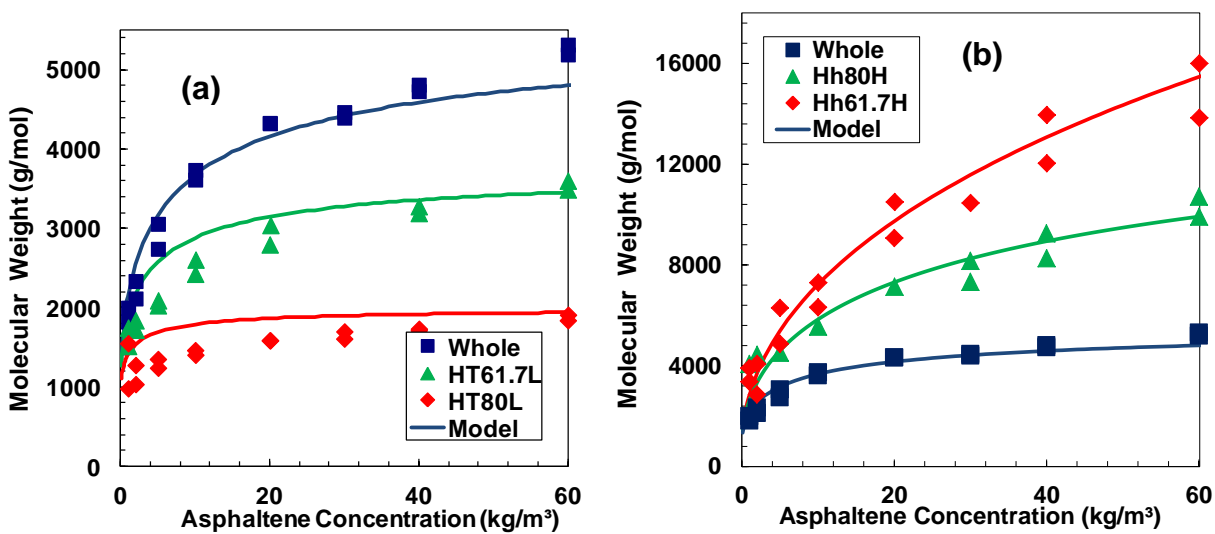 (a)
Molecular Weight (g/mol)
5000
4000
3000
2000
1000
0
Whole
HT61.7L
HT80L
Model
0
20
40
60
Asphaltene Concentration (kg/m³)
(b)
Molecular Weight (g/mol)
16000
12000
8000
4000
0
Whole
Hh80H
Hh61.7H
Model
0
20
40
60
Asphaltene Concentration (kg/m³)